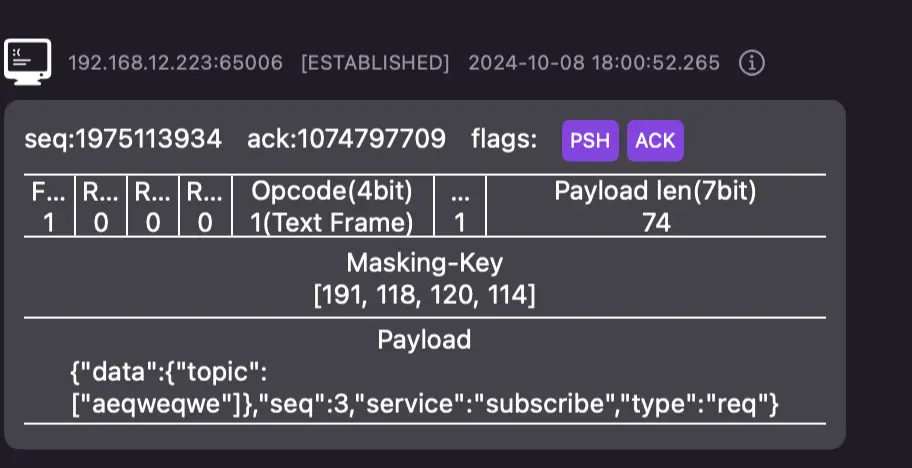 192.168.12.223:65006 [ESTABLISHED] 2024-10-08 18:00:52.265
seq:1975113934 ack:1074797709 flags: PSH ACK
F... R... R... R... Opcode(4bit) ... Payload len(7bit)
1 0 0 0 1(Text Frame) 1 74
Masking-Key
[191, 118, 120, 114]
Payload
{"data":{"topic":
["aeqweqwe"]},"seq":3,"service":"subscribe","type":"req"}